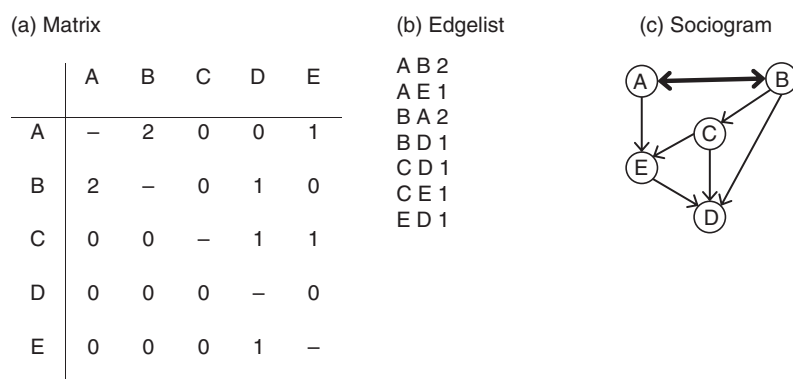 (a) Matrix
A B C D E
A – 2 0 0 1
B 2 – 0 1 0
C 0 0 – 1 1
D 0 0 0 – 0
E 0 0 0 1 –
(b) Edgelist
A B 2
A E 1
B A 2
B D 1
C D 1
C E 1
E D 1
(c) Sociogram
A
B
C
E
D